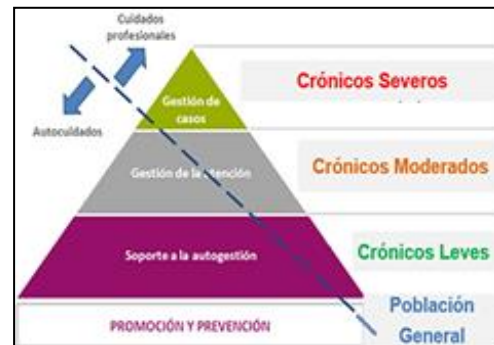 Cuidados
profesionales
Autocuidados
Gestión de
casos
Crónicos Severos
Gestión de la atención
Crónicos Moderados
Soporte a la autogestión
Crónicos Leves
PROMOCIÓN Y PREVENCIÓN
Población
General